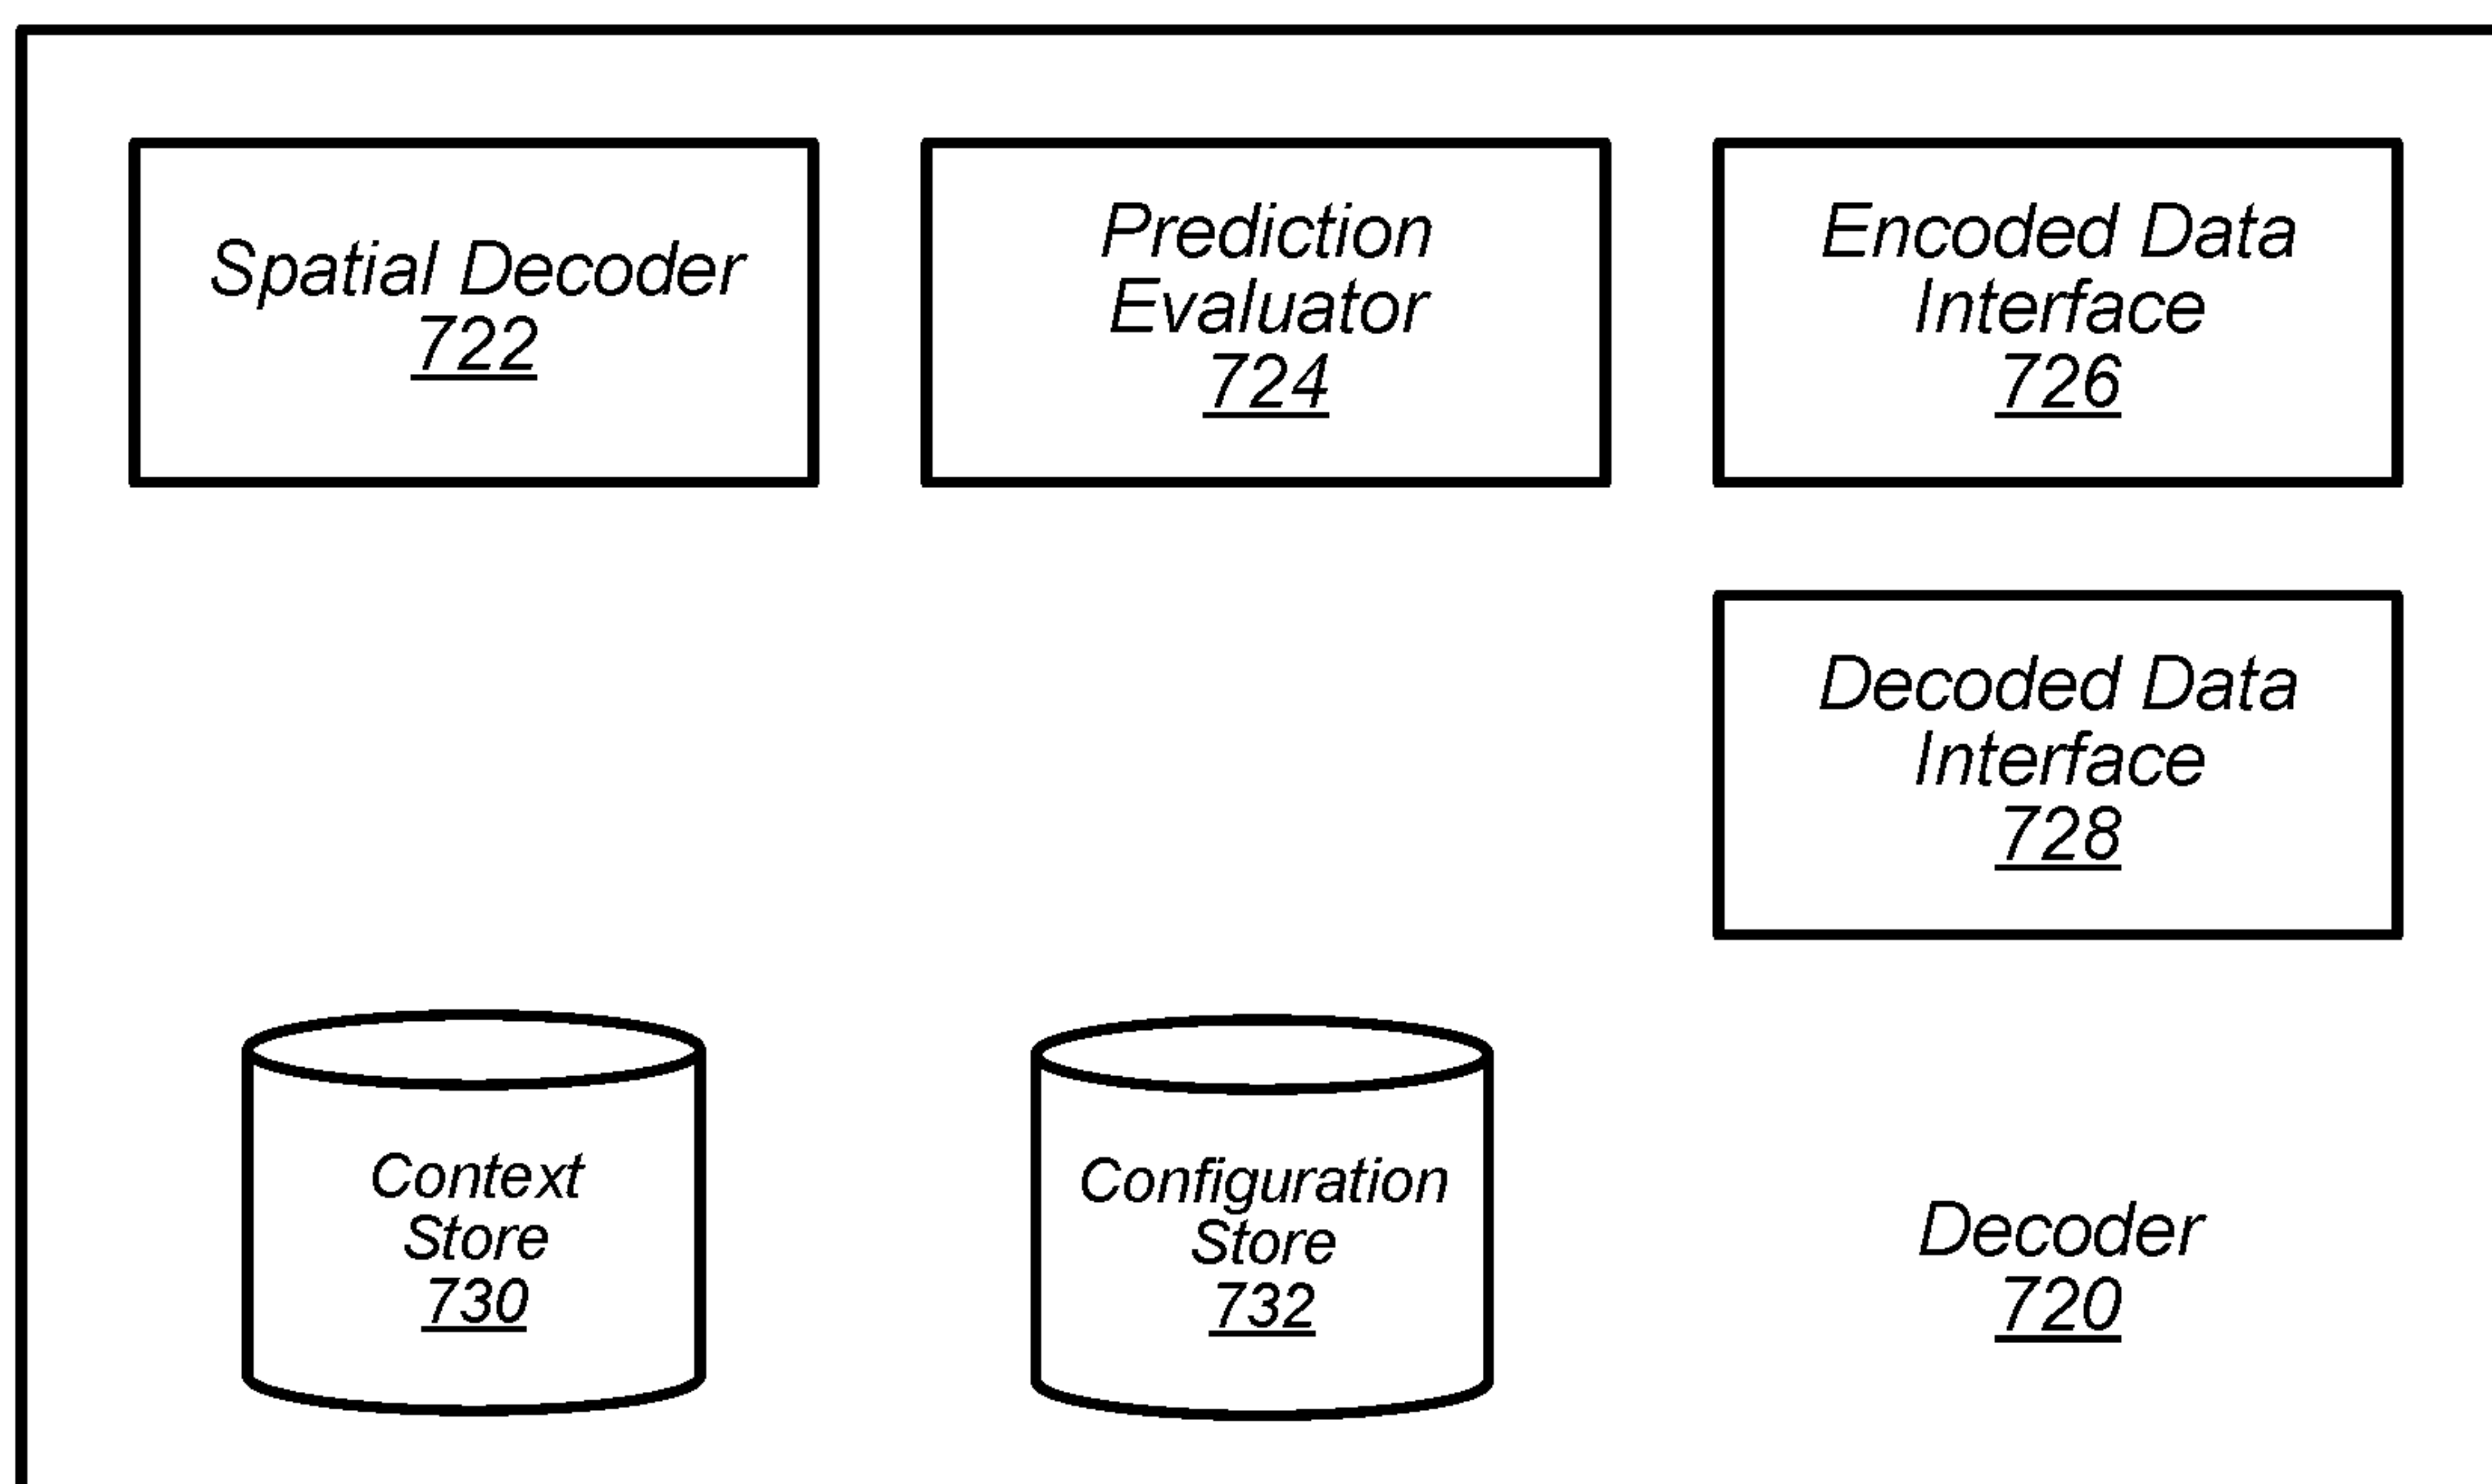 Spatial Decoder
722
Prediction
Evaluator
724
Encoded Data
Interface
726
Decoded Data
Interface
728
Context
Store
730
Configuration
Store
732
Decoder
720